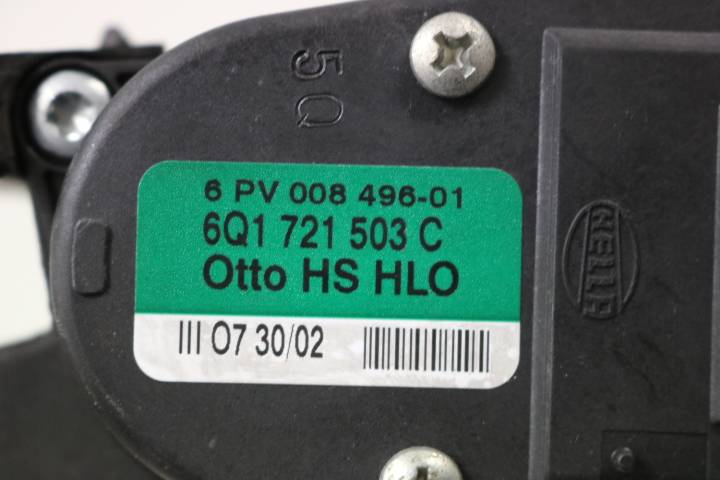 5Q
6 PV 008 496-01
6Q1 721 503 C
Otto HS HLO
III 07 30/02
HELLA